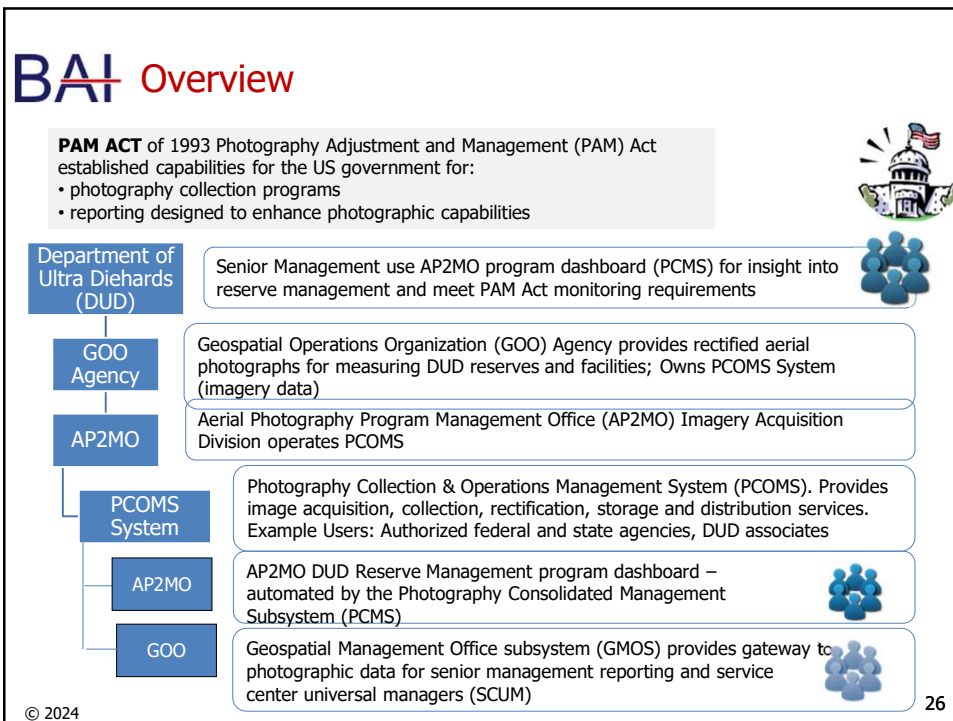 BAI Overview
PAM ACT of 1993 Photography Adjustment and Management (PAM) Act
established capabilities for the US government for:
• photography collection programs
• reporting designed to enhance photographic capabilities
Department of
Ultra Diehards
(DUD)
Senior Management use AP2MO program dashboard (PCMS) for insight into
reserve management and meet PAM Act monitoring requirements
GOO
Agency
Geospatial Operations Organization (GOO) Agency provides rectified aerial
photographs for measuring DUD reserves and facilities; Owns PCOMS System
(imagery data)
AP2MO
Aerial Photography Program Management Office (AP2MO) Imagery Acquisition
Division operates PCOMS
PCOMS
System
Photography Collection & Operations Management System (PCOMS). Provides
image acquisition, collection, rectification, storage and distribution services.
Example Users: Authorized federal and state agencies, DUD associates
AP2MO
AP2MO DUD Reserve Management program dashboard –
automated by the Photography Consolidated Management
Subsystem (PCMS)
GOO
Geospatial Management Office subsystem (GMOS) provides gateway to
photographic data for senior management reporting and service
center universal managers (SCUM)
© 2024
26